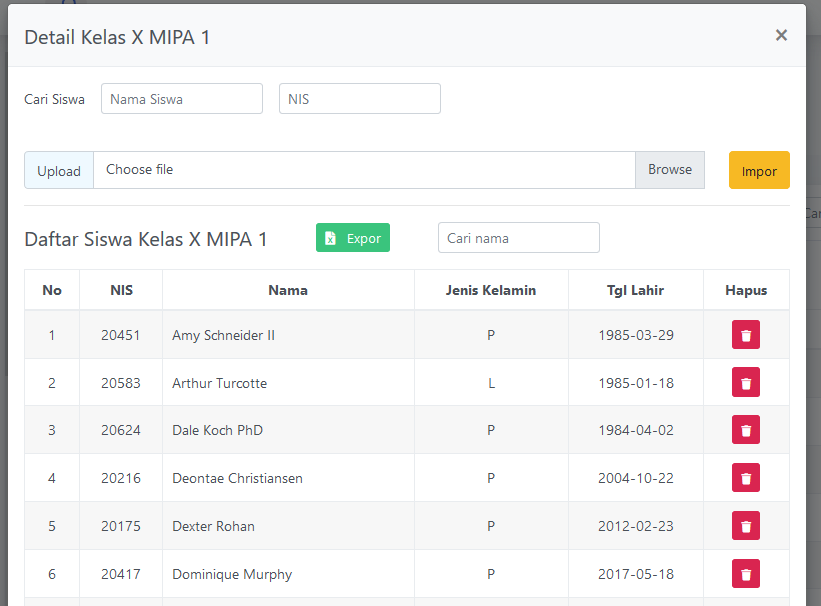 Detail Kelas X MIPA 1 ×
Cari Siswa Nama Siswa NIS
Upload Choose file Browse Impor
Daftar Siswa Kelas X MIPA 1 Expor Cari nama
No NIS Nama Jenis Kelamin Tgl Lahir Hapus
1 20451 Amy Schneider II P 1985-03-29
2 20583 Arthur Turcotte L 1985-01-18
3 20624 Dale Koch PhD P 1984-04-02
4 20216 Deontae Christiansen P 2004-10-22
5 20175 Dexter Rohan P 2012-02-23
6 20417 Dominique Murphy P 2017-05-18